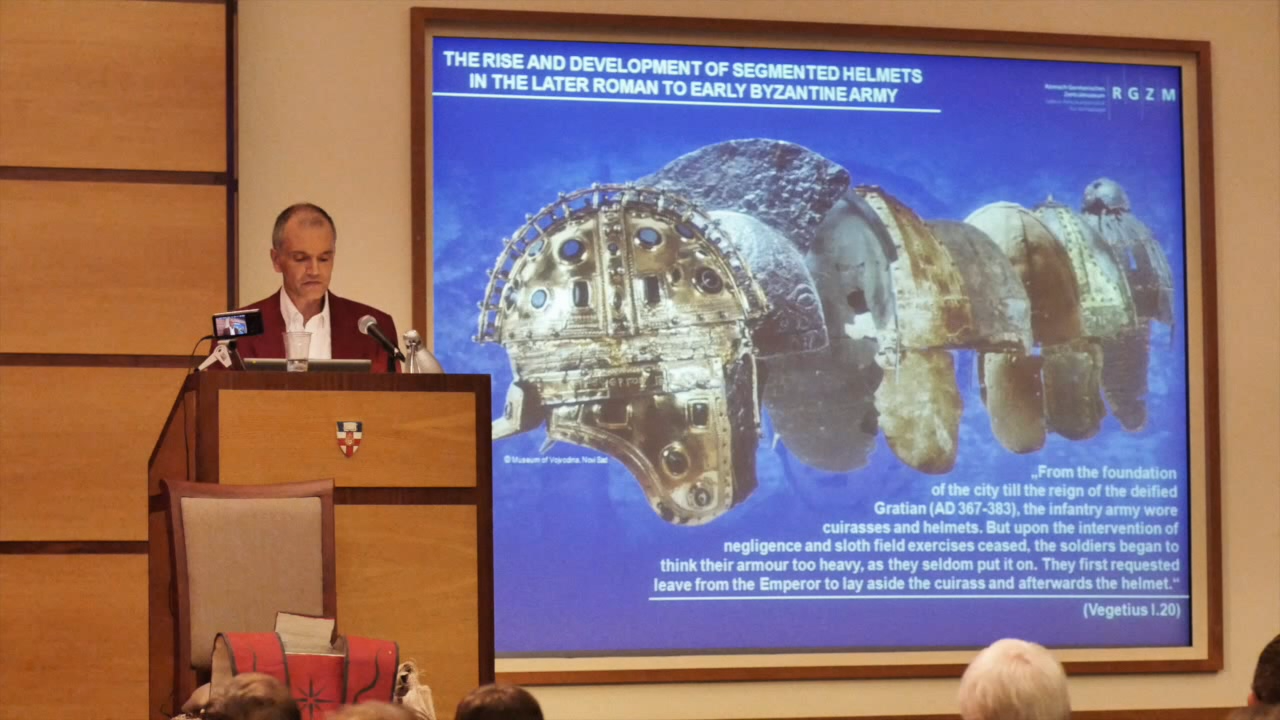 THE RISE AND DEVELOPMENT OF SEGMENTED HELMETS
IN THE LATER ROMAN TO EARLY BYZANTINE ARMY
Römisch-Germanisches
Zentralmuseum
R G Z M
© Museum of Vojvodina, Novi Sad
„From the foundation
of the city till the reign of the deified
Gratian (AD 367-383), the infantry army wore
cuirasses and helmets. But upon the intervention of
negligence and sloth field exercises ceased, the soldiers began to
think their armour too heavy, as they seldom put it on. They first requested
leave from the Emperor to lay aside the cuirass and afterwards the helmet.“
(Vegetius I.20)